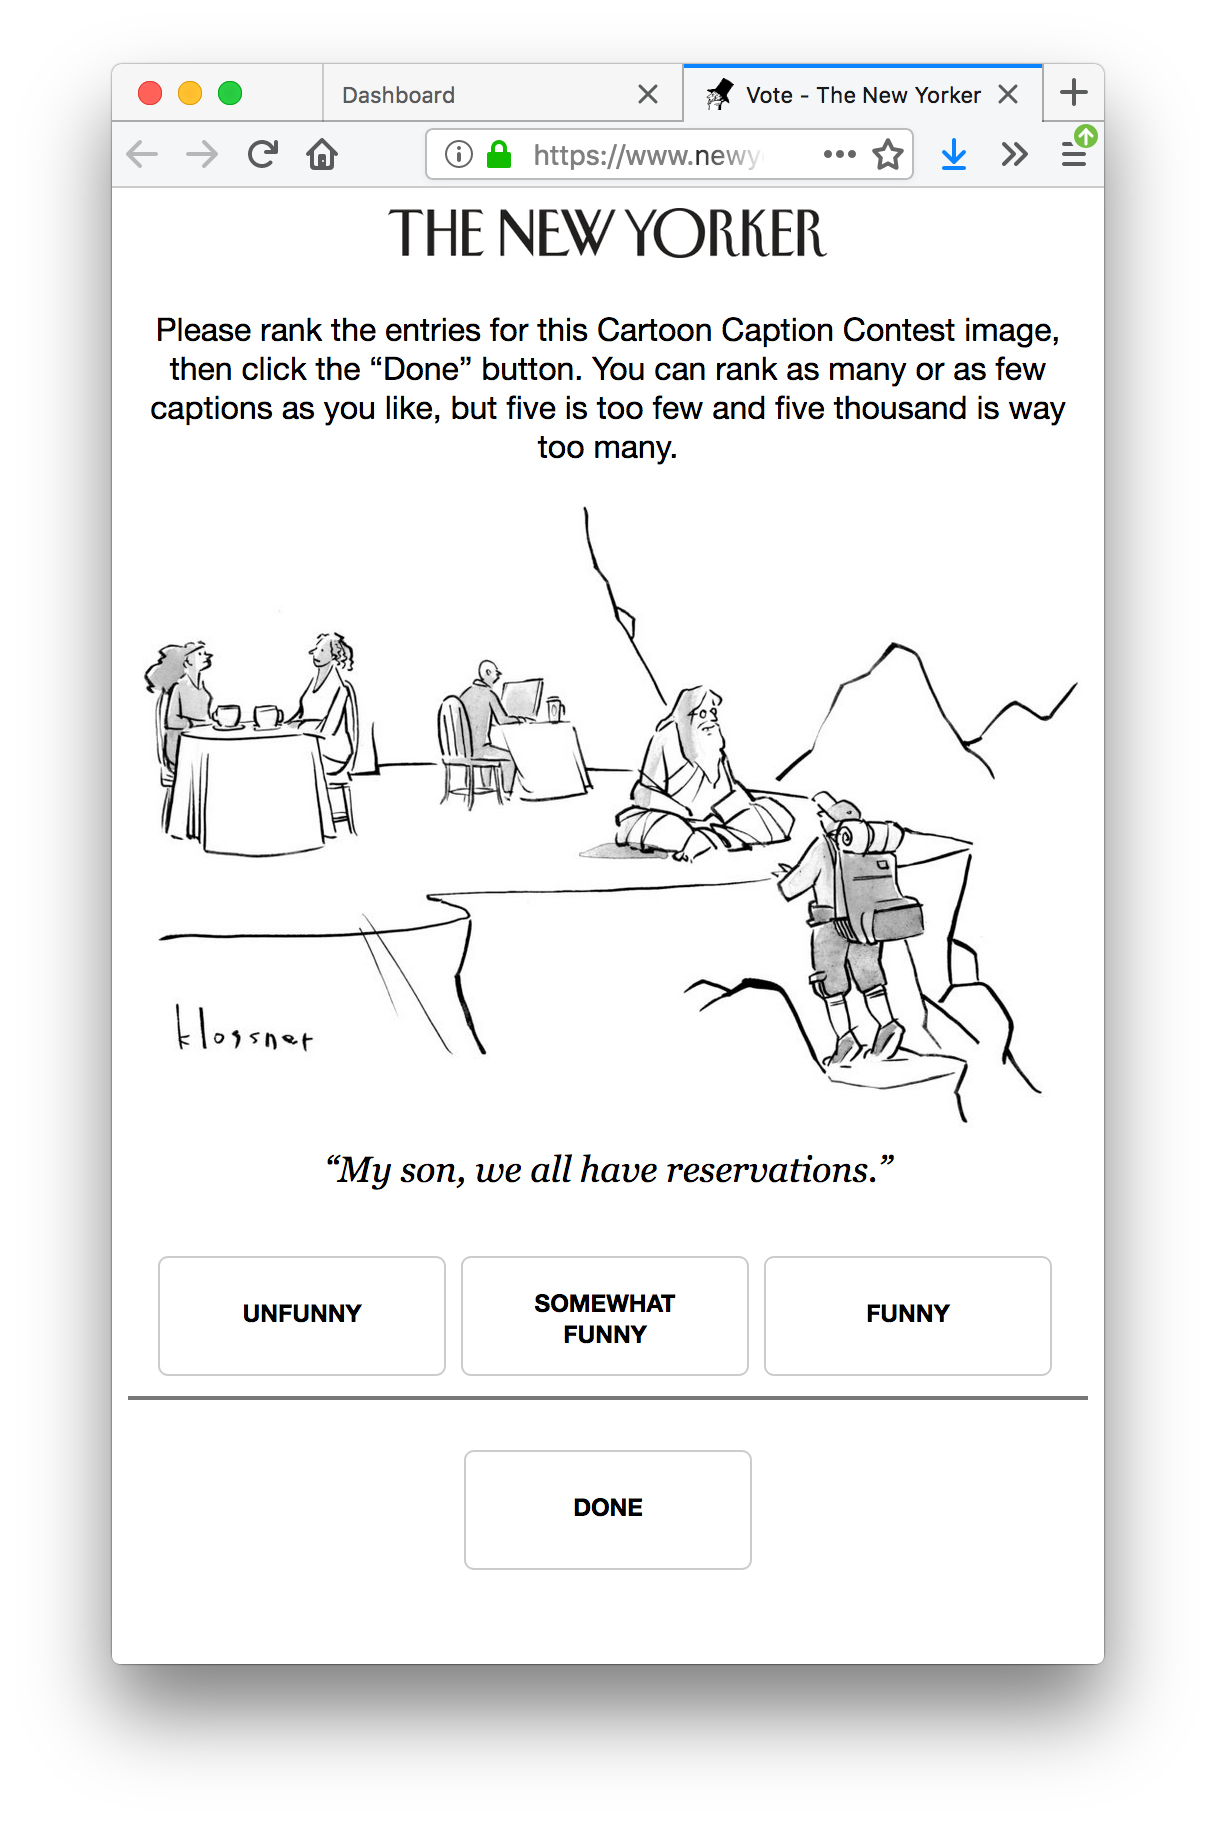 Dashboard
Vote - The New Yorker
https://www.newy
THE NEW YORKER
Please rank the entries for this Cartoon Caption Contest image,
then click the “Done” button. You can rank as many or as few
captions as you like, but five is too few and five thousand is way
too many.
klossner
“My son, we all have reservations.”
UNFUNNY
SOMEWHAT
FUNNY
FUNNY
DONE